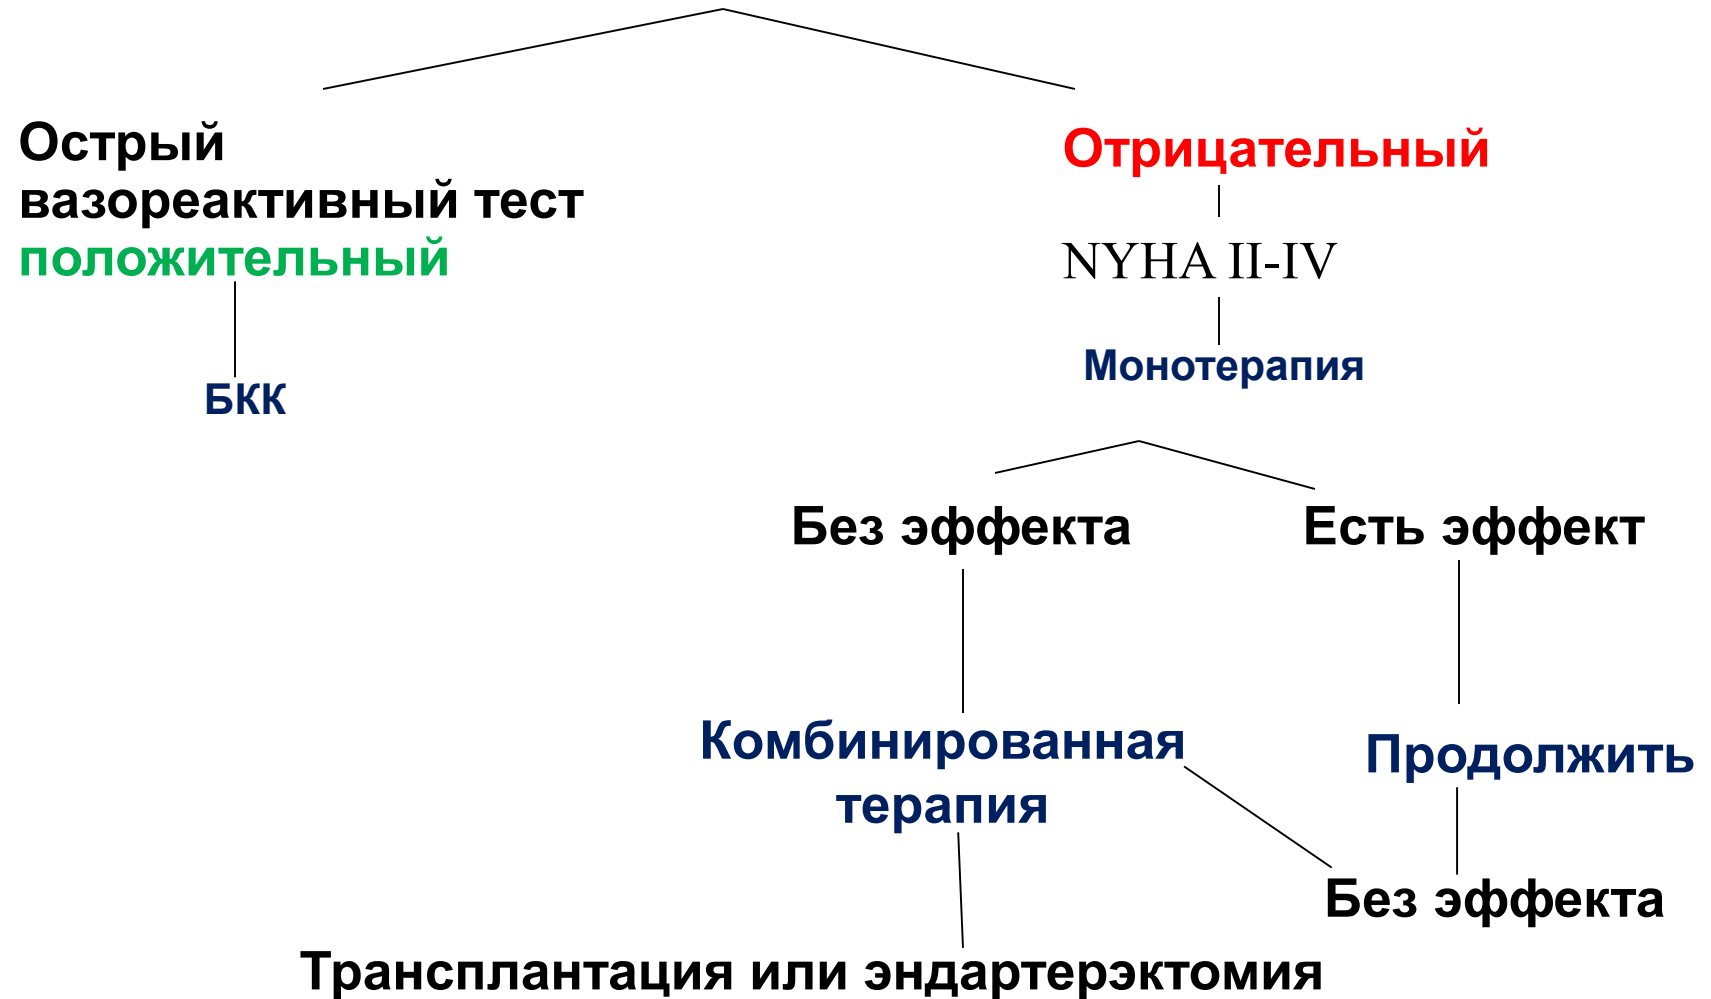 Острый
вазореактивный тест
положительный
Отрицательный
NYHA II-IV
БКК
Монотерапия
Без эффекта
Есть эффект
Комбинированная
терапия
Продолжить
Без эффекта
Трансплантация или эндартерэктомия